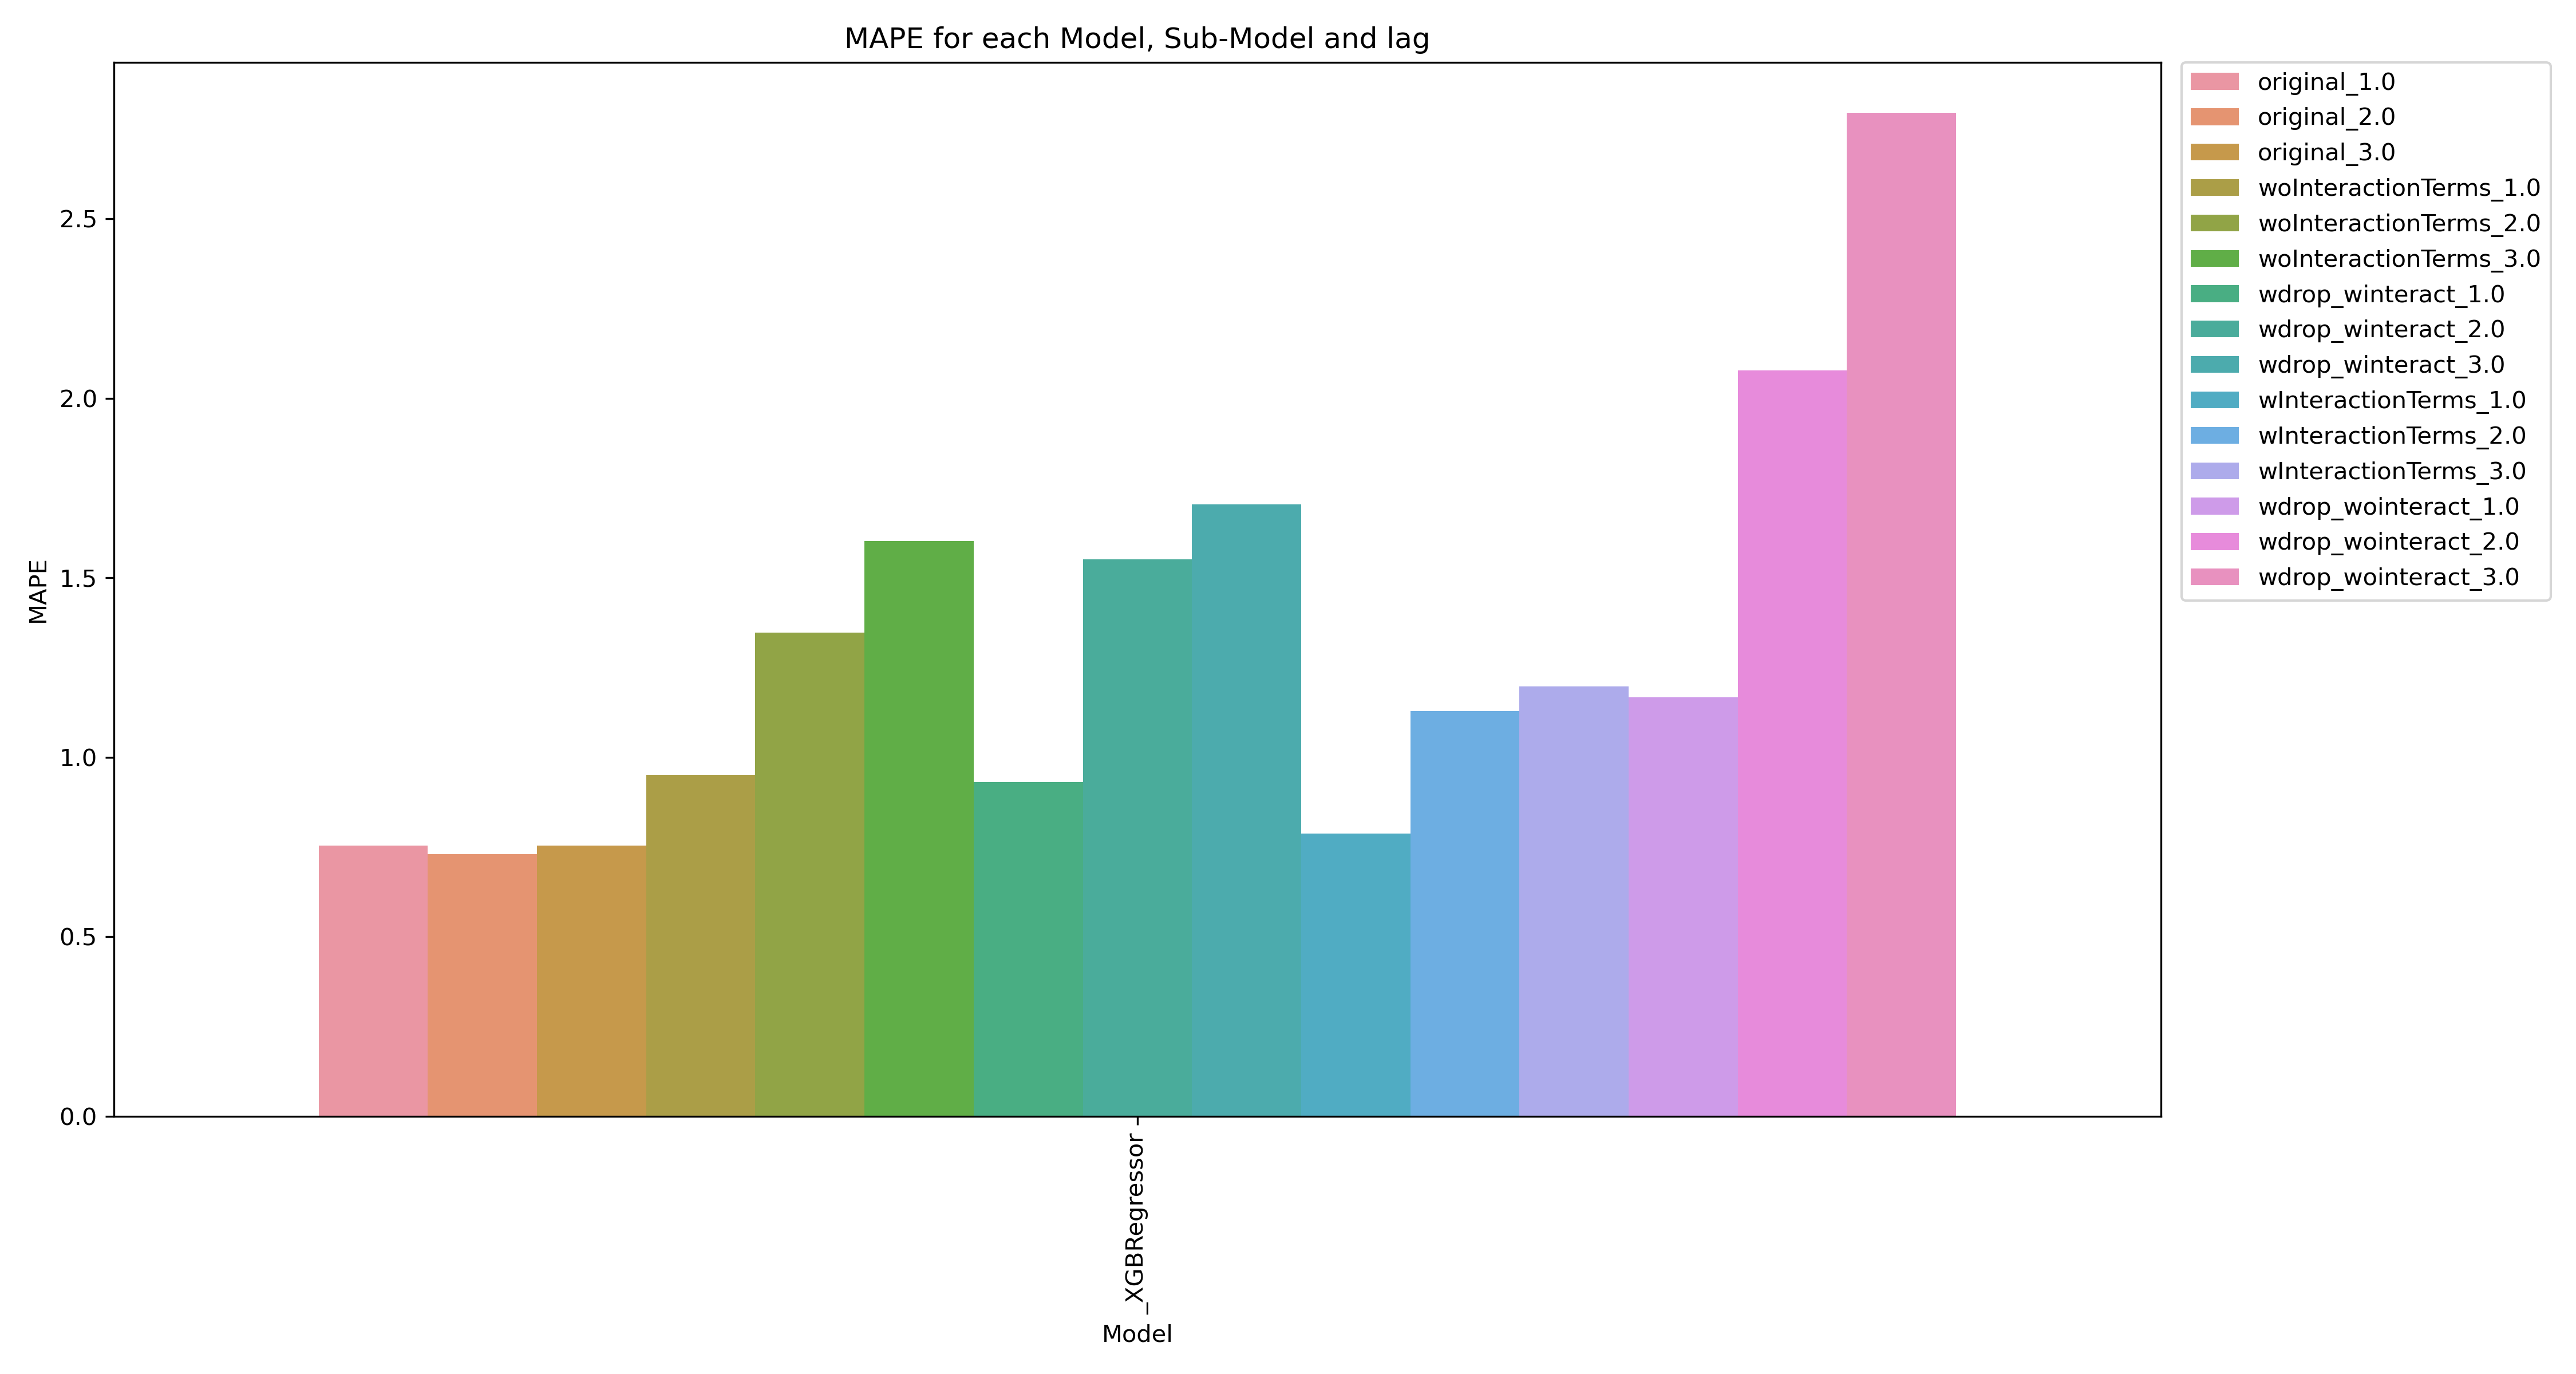 MAPE for each Model, Sub-Model and lag
MAPE
2.5
2.0
1.5
1.0
0.5
0.0
_XGBRegressor
Model
original_1.0
original_2.0
original_3.0
woInteractionTerms_1.0
woInteractionTerms_2.0
woInteractionTerms_3.0
wdrop_winteract_1.0
wdrop_winteract_2.0
wdrop_winteract_3.0
wInteractionTerms_1.0
wInteractionTerms_2.0
wInteractionTerms_3.0
wdrop_wointeract_1.0
wdrop_wointeract_2.0
wdrop_wointeract_3.0